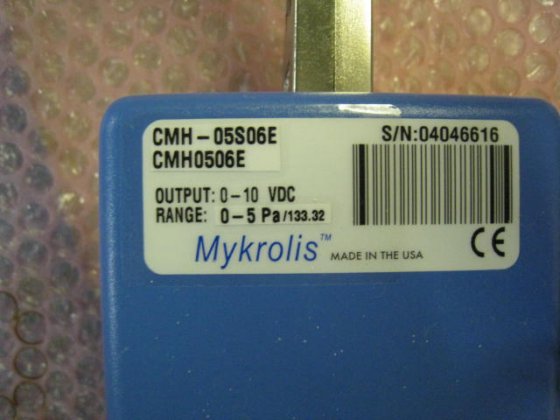 CMH-05S06E
CMH0506E
S/N:04046616
OUTPUT: 0-10 VDC
RANGE: 0-5 Pa/133.32
Mykrolis™ MADE IN THE USA
CE